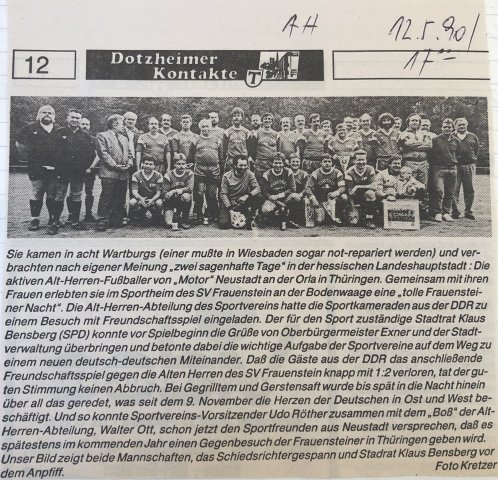 AH 12.5.90/
17⁰⁰
12 Dotzheimer
Kontakte T
Sie kamen in acht Wartburgs (einer mußte in Wiesbaden sogar not-repariert werden) und ver-
brachten nach eigener Meinung „zwei sagenhafte Tage" in der hessischen Landeshauptstadt : Die
aktiven Alt-Herren-Fußballer von „Motor" Neustadt an der Orla in Thüringen. Gemeinsam mit ihren
Frauen erlebten sie im Sportheim des SV Frauenstein an der Bodenwaage eine „tolle Frauenstei-
ner Nacht". Die Alt-Herren-Abteilung des Sportvereins hatte die Sportkameraden aus der DDR zu
einem Besuch mit Freundschaftsspiel eingeladen. Der für den Sport zuständige Stadtrat Klaus
Bensberg (SPD) konnte vor Spielbeginn die Grüße von Oberbürgermeister Exner und der Stadt-
verwaltung überbringen und betonte dabei die wichtige Aufgabe der Sportvereine auf dem Weg zu
einem neuen deutsch-deutschen Miteinander. Daß die Gäste aus der DDR das anschließende
Freundschaftsspiel gegen die Alten Herren des SV Frauenstein knapp mit 1:2 verloren, tat der gu-
ten Stimmung keinen Abbruch. Bei Gegrilltem und Gerstensaft wurde bis spät in die Nacht hinein
über all das geredet, was seit dem 9. November die Herzen der Deutschen in Ost und West be-
schäftigt. Und so konnte Sportvereins-Vorsitzender Udo Röther zusammen mit dem „Boß" der Alt-
Herren-Abteilung, Walter Ott, schon jetzt den Sportfreunden aus Neustadt versprechen, daß es
spätestens im kommenden Jahr einen Gegenbesuch der Frauensteiner in Thüringen geben wird.
Unser Bild zeigt beide Mannschaften, das Schiedsrichtergespann und Stadtrat Klaus Bensberg vor
dem Anpfiff. Foto Kretzer